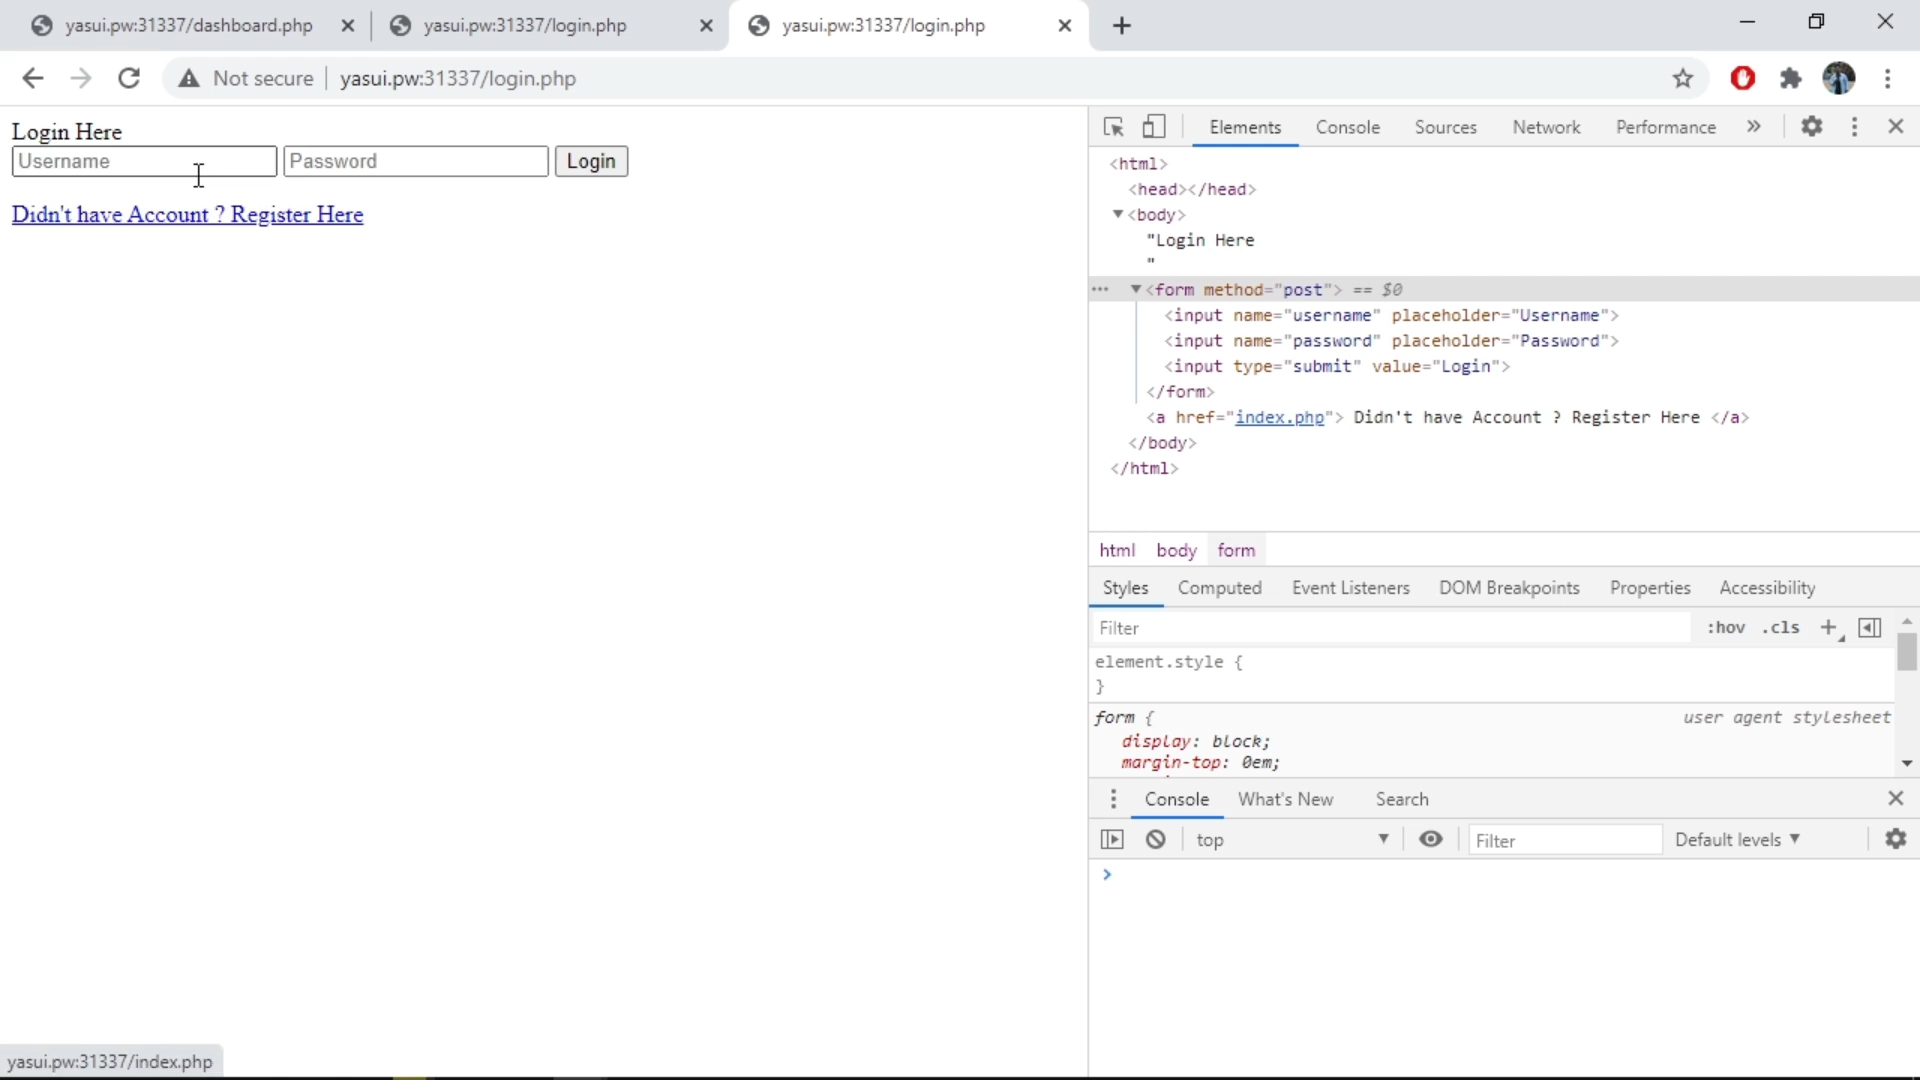 yasui.pw:31337/dashboard.php
yasui.pw:31337/login.php
yasui.pw:31337/login.php
Not secure
yasui.pw:31337/login.php
Login Here
Username
Password
Login
Didn't have Account ? Register Here
yasui.pw:31337/index.php
Elements Console Sources Network Performance »
<html>
<head></head>
<body>
"Login Here
"
<form method="post"> == $0
<input name="username" placeholder="Username">
<input name="password" placeholder="Password">
<input type="submit" value="Login">
</form>
<a href="index.php"> Didn't have Account ? Register Here </a>
</body>
</html>
html body form
Styles Computed Event Listeners DOM Breakpoints Properties Accessibility
Filter :hov .cls +
element.style {
}
form { user agent stylesheet
display: block;
margin-top: 0em;
Console What's New Search
top Filter Default levels